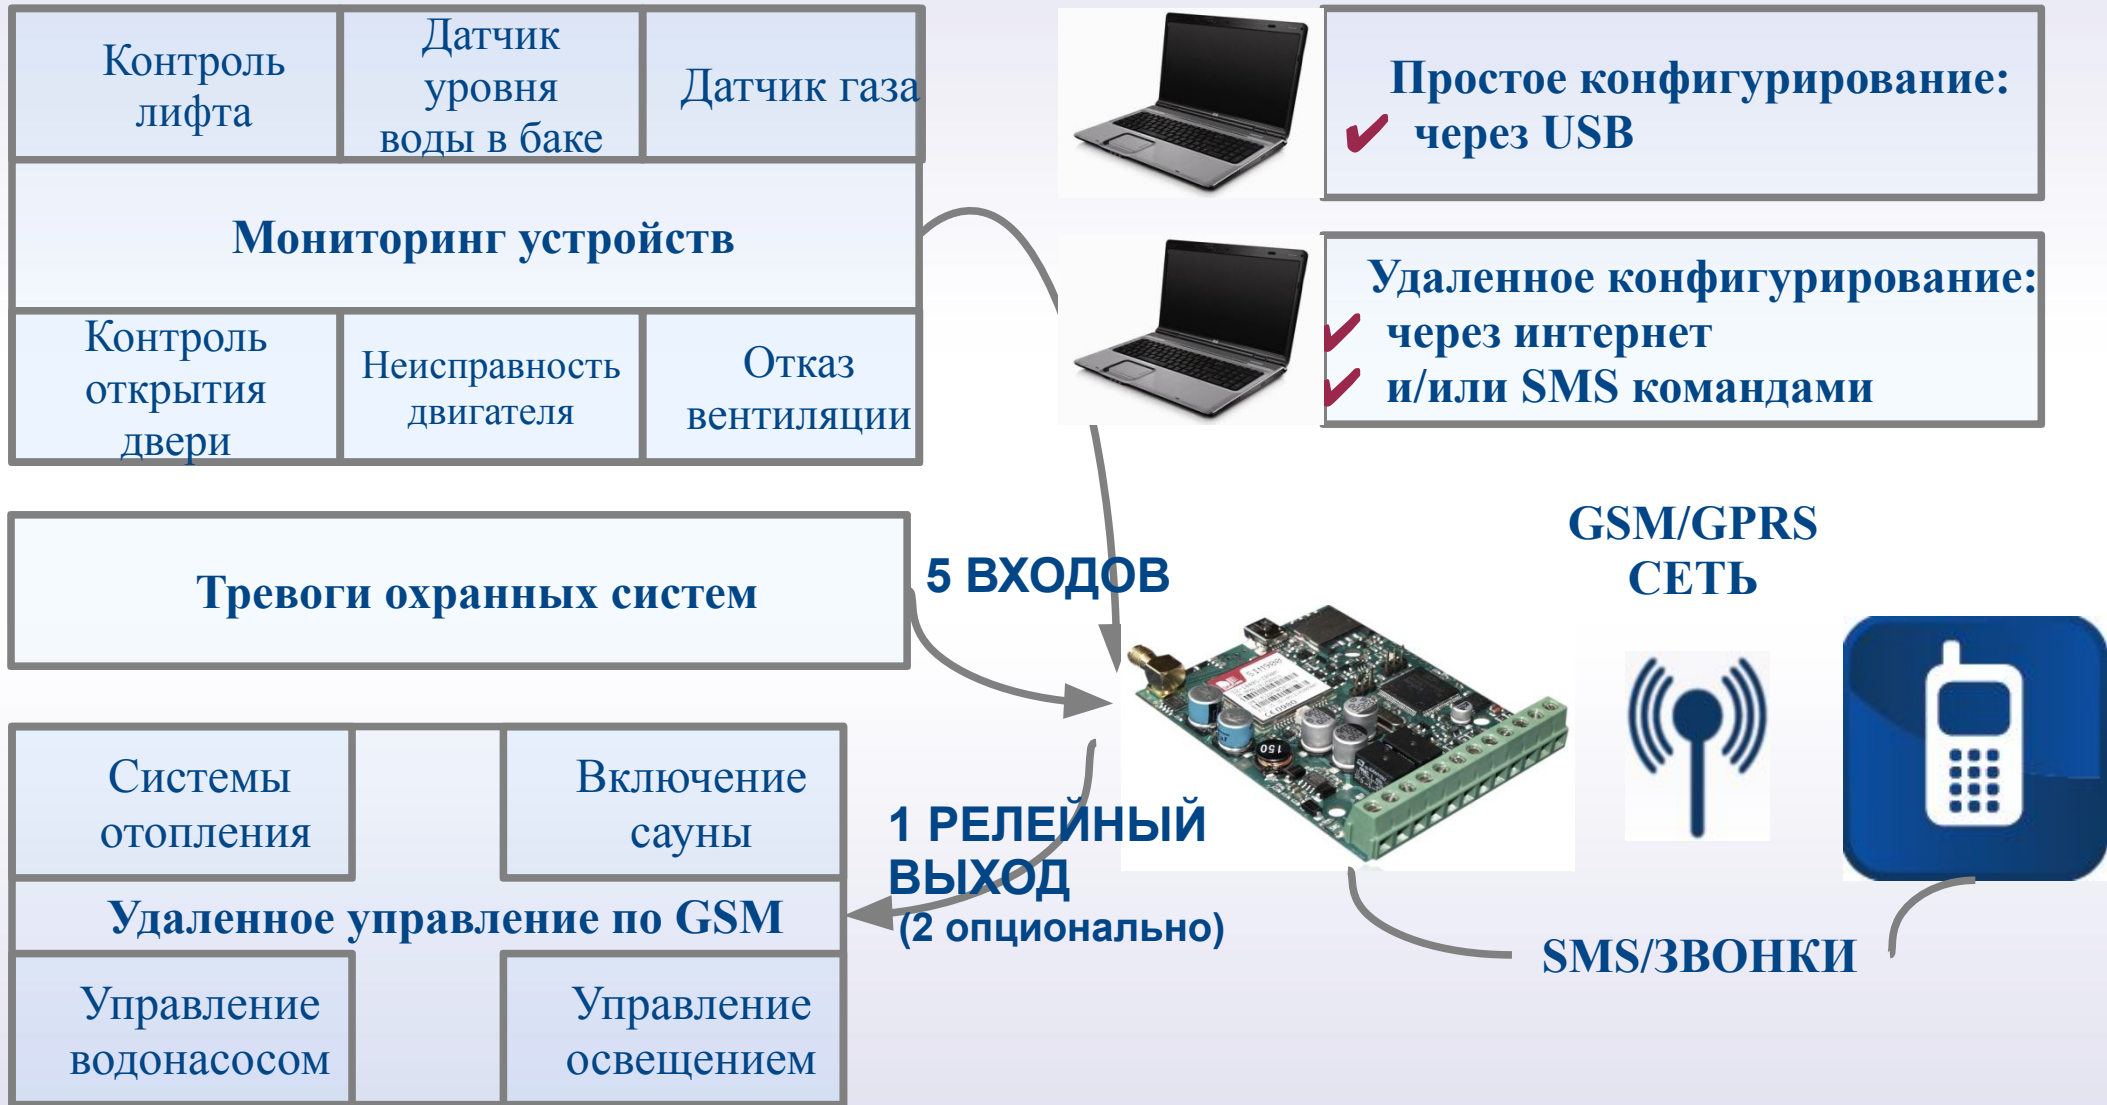 Контроль
лифта
Датчик
уровня
воды в баке
Датчик газа
Мониторинг устройств
Контроль
открытия
двери
Неисправность
двигателя
Отказ
вентиляции
Простое конфигурирование:
✔ через USB
Удаленное конфигурирование:
✔ через интернет
✔ и/или SMS командами
Тревоги охранных систем
5 ВХОДОВ
GSM/GPRS
СЕТЬ
SIM900
150
Системы
отопления
Включение
сауны
Удаленное управление по GSM
Управление
водонасосом
Управление
освещением
1 РЕЛЕЙНЫЙ
ВЫХОД
(2 опционально)
SMS/ЗВОНКИ